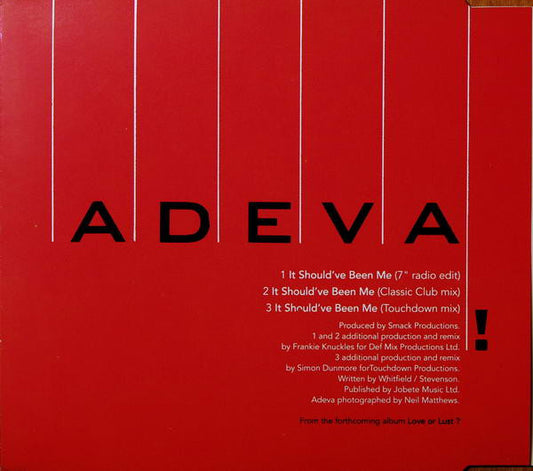 ADEVA
!
1 It Should've Been Me (7" radio edit)
2 It Should've Been Me (Classic Club mix)
3 It Should've Been Me (Touchdown mix)
Produced by Smack Productions.
1 and 2 additional production and remix
by Frankie Knuckles for Def Mix Productions Ltd.
3 additional production and remix
by Simon Dunmore forTouchdown Productions.
Written by Whitfield / Stevenson.
Published by Jobete Music Ltd.
Adeva photographed by Neil Matthews.
From the forthcoming album Love or Lust ?